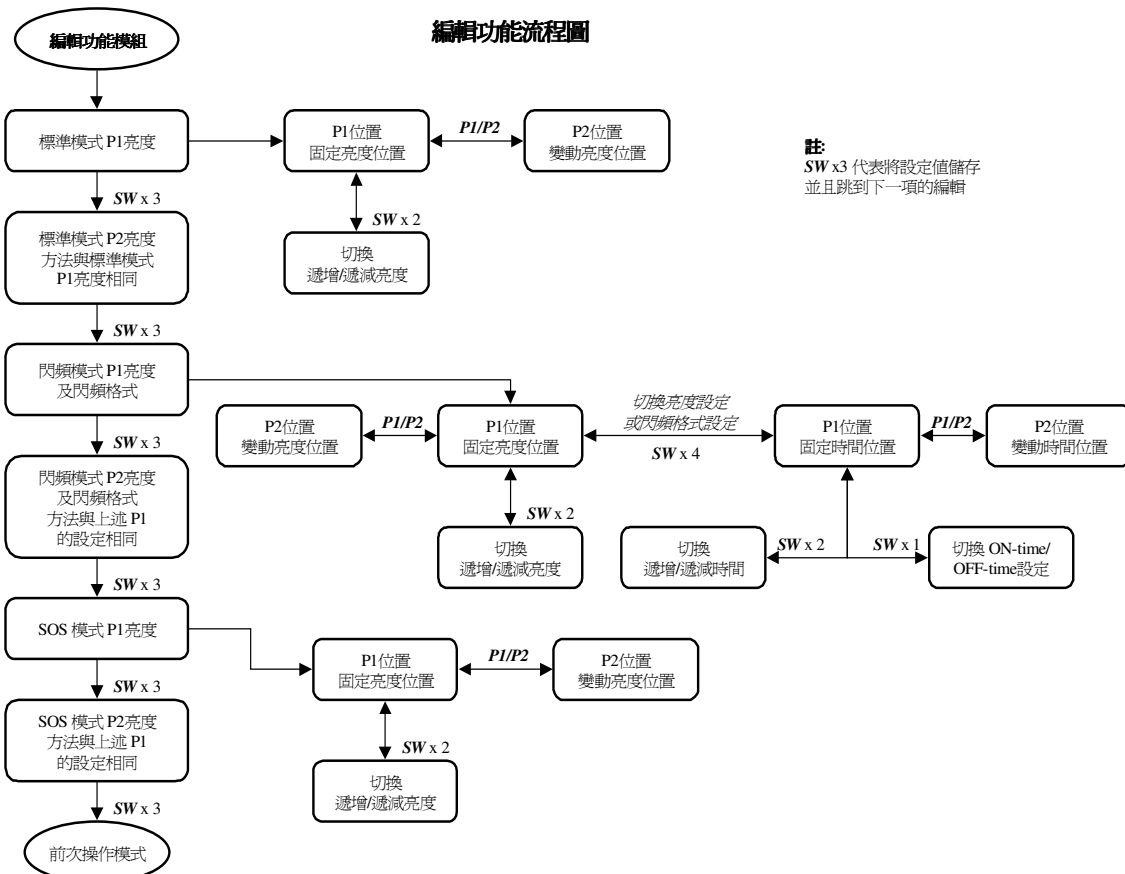 編輯功能流程圖
編輯功能模組
標準模式 P1亮度
P1位置
固定亮度位置
P1/P2
P2位置
變動亮度位置
註:
SW x3 代表將設定值儲存
並且跳到下一項的編輯
SW x 3
SW x 2
標準模式 P2亮度
方法與標準模式
P1亮度相同
切換
遞增/遞減亮度
SW x 3
閃頻模式 P1亮度
及閃頻格式
P2位置
變動亮度位置
P1/P2
P1位置
固定亮度位置
切換亮度設定
或閃頻格式設定
SW x 4
P1位置
固定時間位置
P1/P2
P2位置
變動時間位置
SW x 3
閃頻模式 P2亮度
及閃頻格式
方法與上述 P1
的設定相同
SW x 2
切換
遞增/遞減亮度
切換
遞增/遞減時間
SW x 2
SW x 1
切換 ON-time/
OFF-time設定
SW x 3
SOS 模式 P1亮度
P1位置
固定亮度位置
P1/P2
P2位置
變動亮度位置
SW x 3
SOS 模式 P2亮度
方法與上述 P1
的設定相同
SW x 2
切換
遞增/遞減亮度
SW x 3
前次操作模式